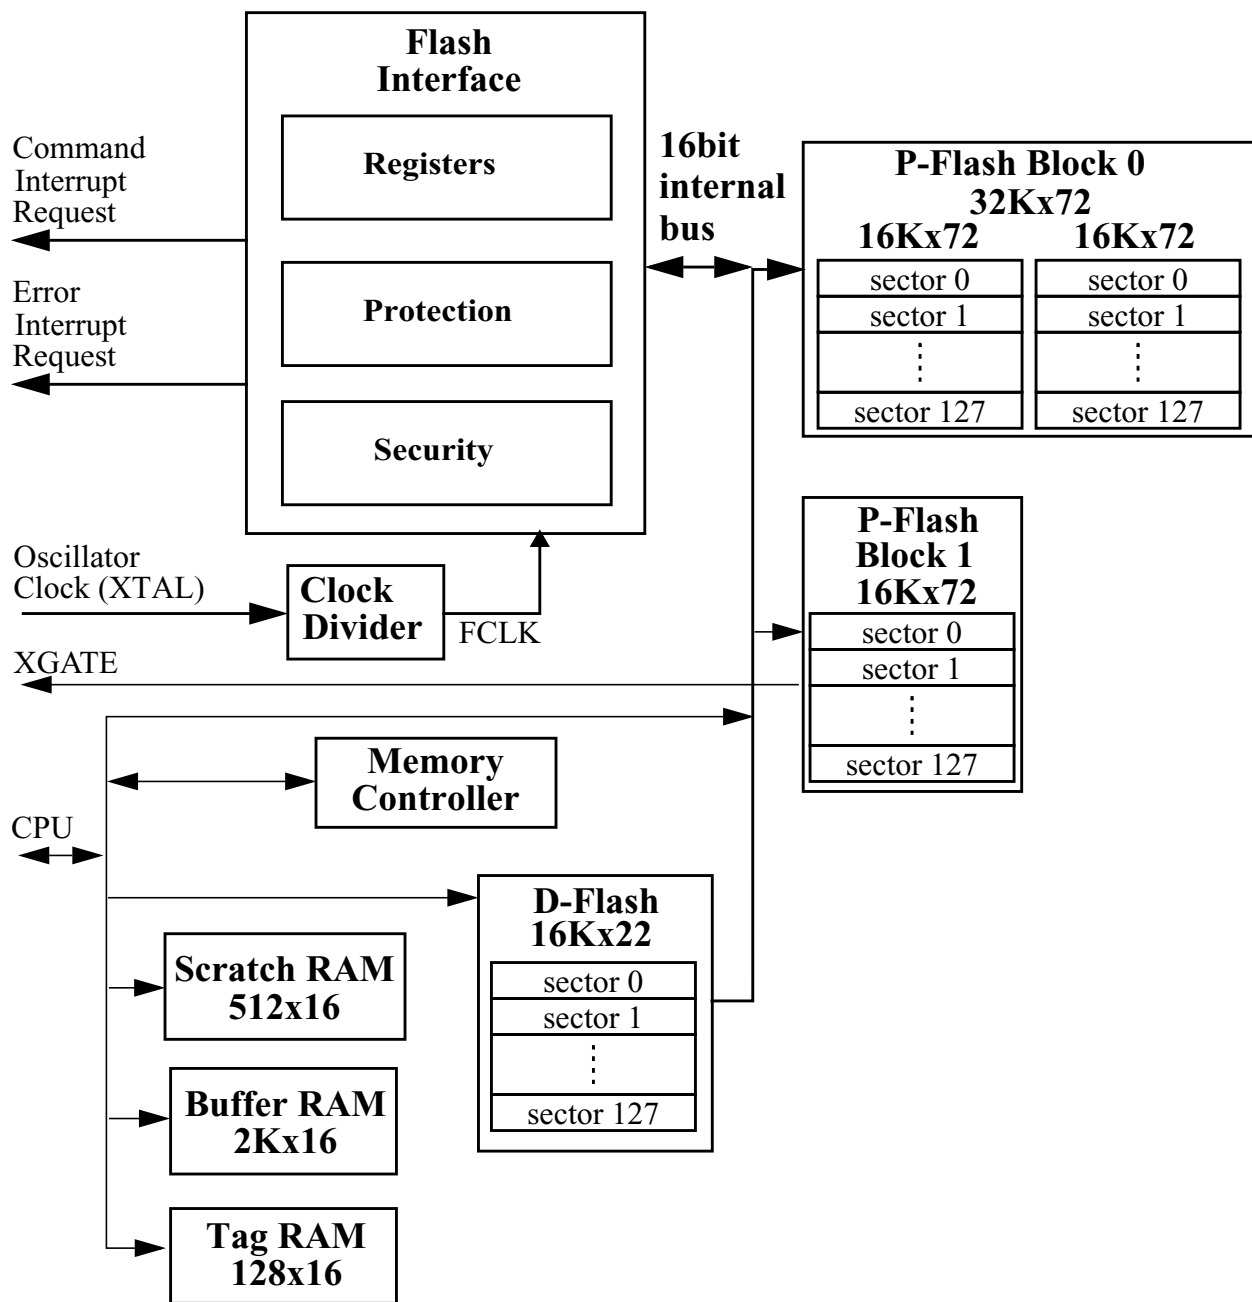 Flash
Interface
Registers
Protection
Security
Command
Interrupt
Request
Error
Interrupt
Request
16bit
internal
bus
P-Flash Block 0
32Kx72
16Kx72 16Kx72
sector 0 sector 0
sector 1 sector 1
sector 127 sector 127
Oscillator
Clock (XTAL)
Clock
Divider
FCLK
XGATE
P-Flash
Block 1
16Kx72
sector 0
sector 1
sector 127
Memory
Controller
CPU
D-Flash
16Kx22
sector 0
sector 1
sector 127
Scratch RAM
512x16
Buffer RAM
2Kx16
Tag RAM
128x16